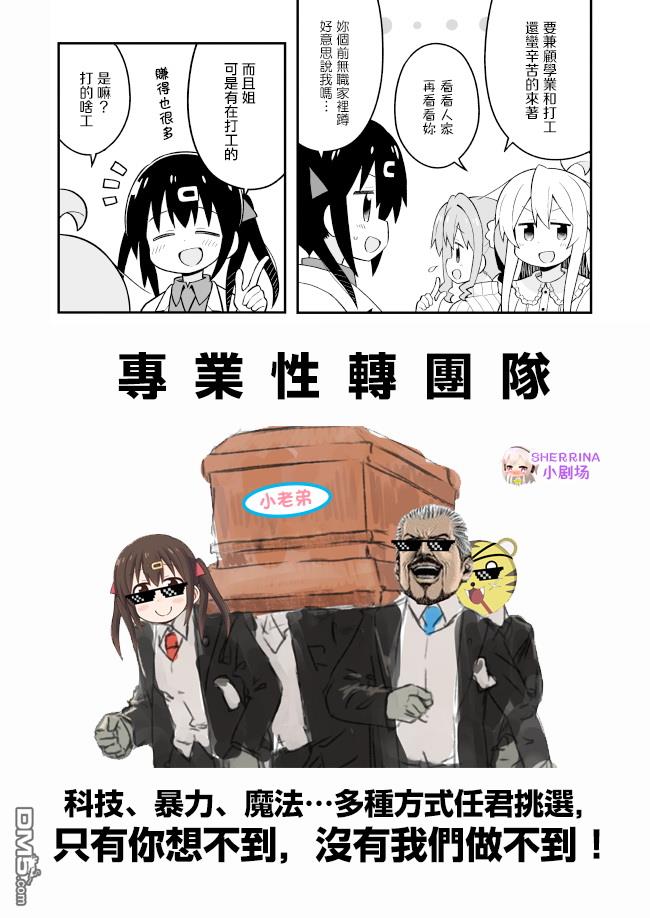 要兼顧學業和打工
還蠻辛苦的來著
看看人家
再看看妳
妳個前無職家裡蹲
好意思說我嗎…
而且姐
可是有在打工的
賺得也很多
是嘛?
打的啥工
專業性轉團隊
SHERRINA
小剧场
小老弟
科技、暴力、魔法…多種方式任君挑選,
只有你想不到,沒有我們做不到!
DM5.com